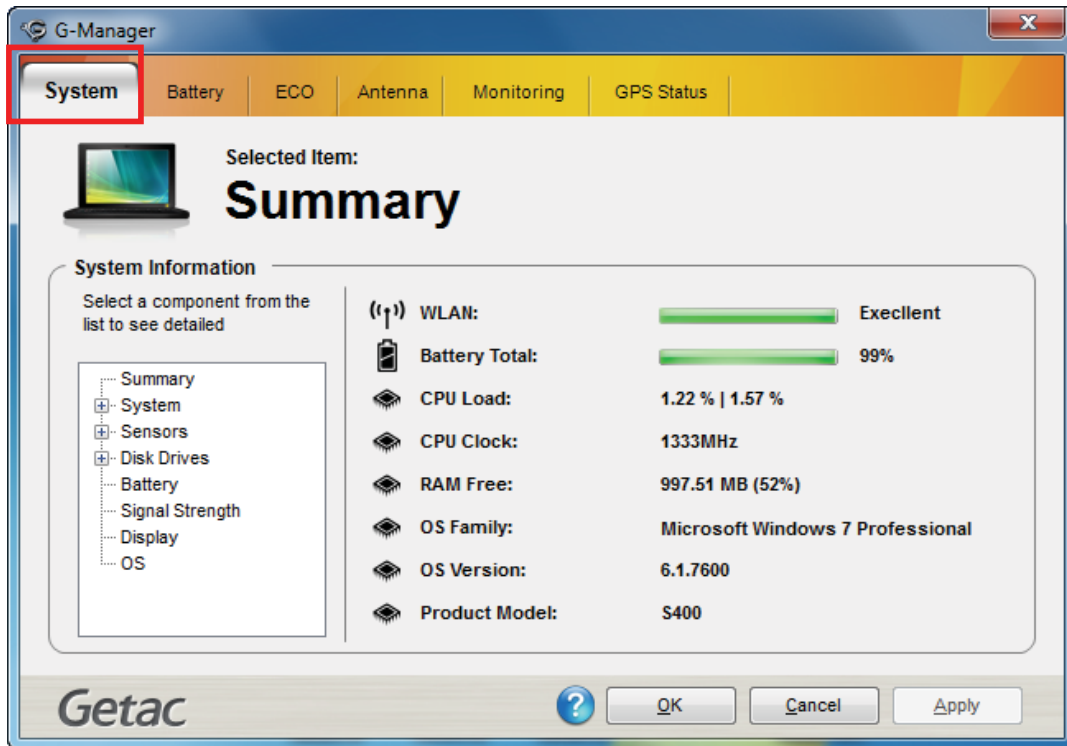 G-Manager
System Battery ECO Antenna Monitoring GPS Status
Selected Item:
Summary
System Information
Select a component from the
list to see detailed
Summary
System
Sensors
Disk Drives
Battery
Signal Strength
Display
OS
WLAN: Execllent
Battery Total: 99%
CPU Load: 1.22 % | 1.57 %
CPU Clock: 1333MHz
RAM Free: 997.51 MB (52%)
OS Family: Microsoft Windows 7 Professional
OS Version: 6.1.7600
Product Model: S400
Getac ? OK Cancel Apply